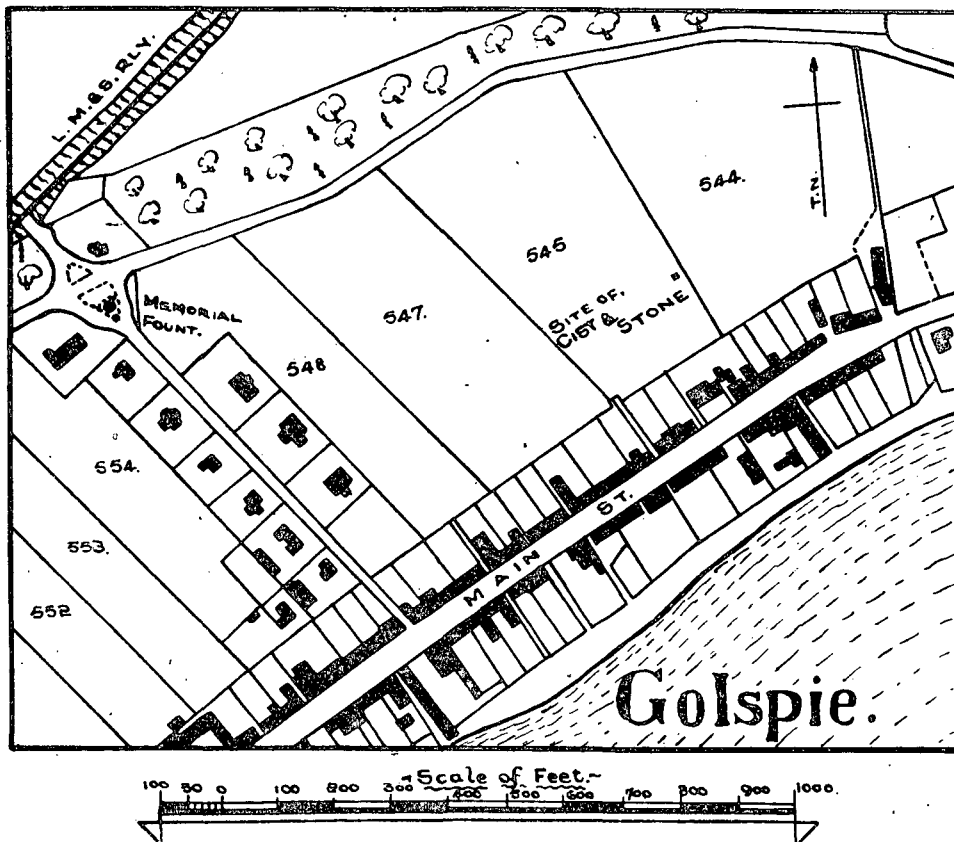 L. M. & S. RLY.
544.
T.N.
545
SITE OF,
CIST & STONE
547.
MEMORIAL
FOUNT.
548
554.
553.
552
MAIN ST.
Golspie.
Scale of Feet.
100 50 0 100 200 300 400 500 600 700 800 900 1000.